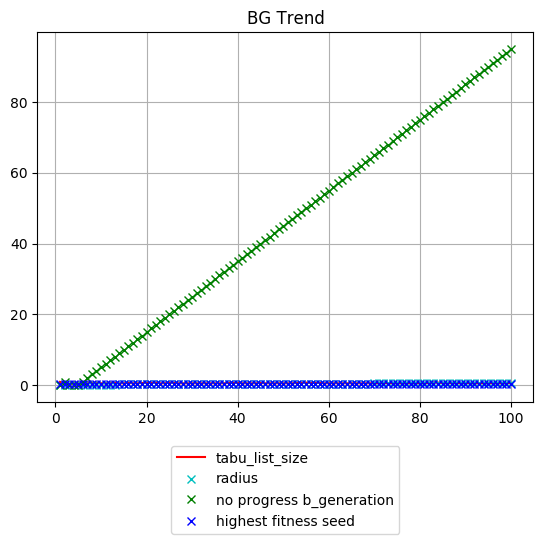 BG Trend
80
60
40
20
0
0 20 40 60 80 100
tabu_list_size
radius
no progress b_generation
highest fitness seed